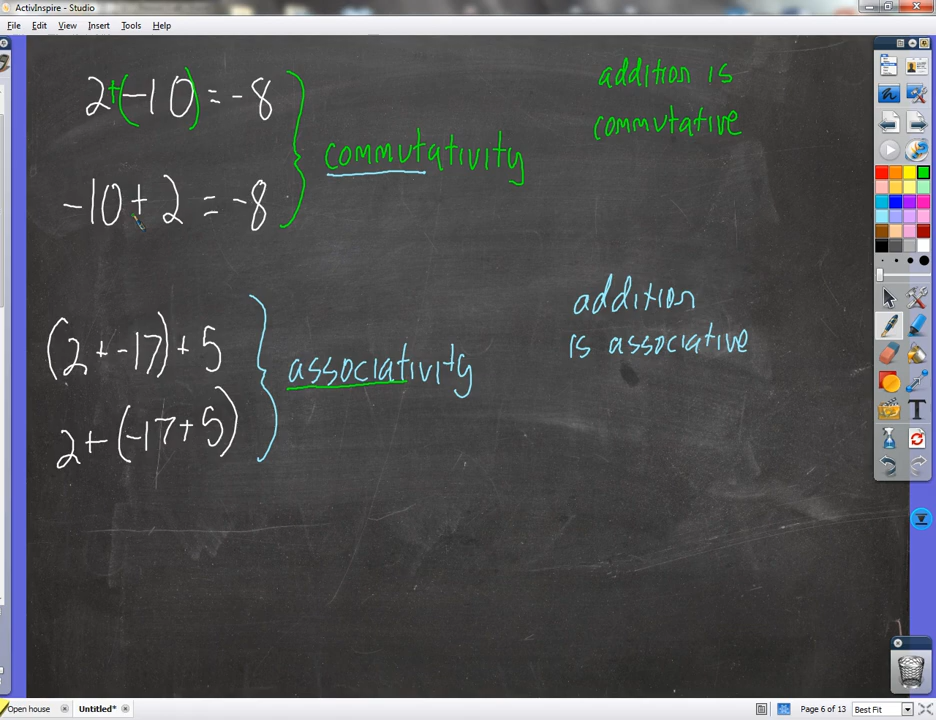 ActivInspire - Studio
File Edit View Insert Tools Help
2+(-10) = -8
addition is
commutative
commutativity
-10+2 = -8
addition
is associative
(2+-17)+5
associativity
2+(-17+5)
Open house
Untitled*
Page 6 of 13
Best Fit